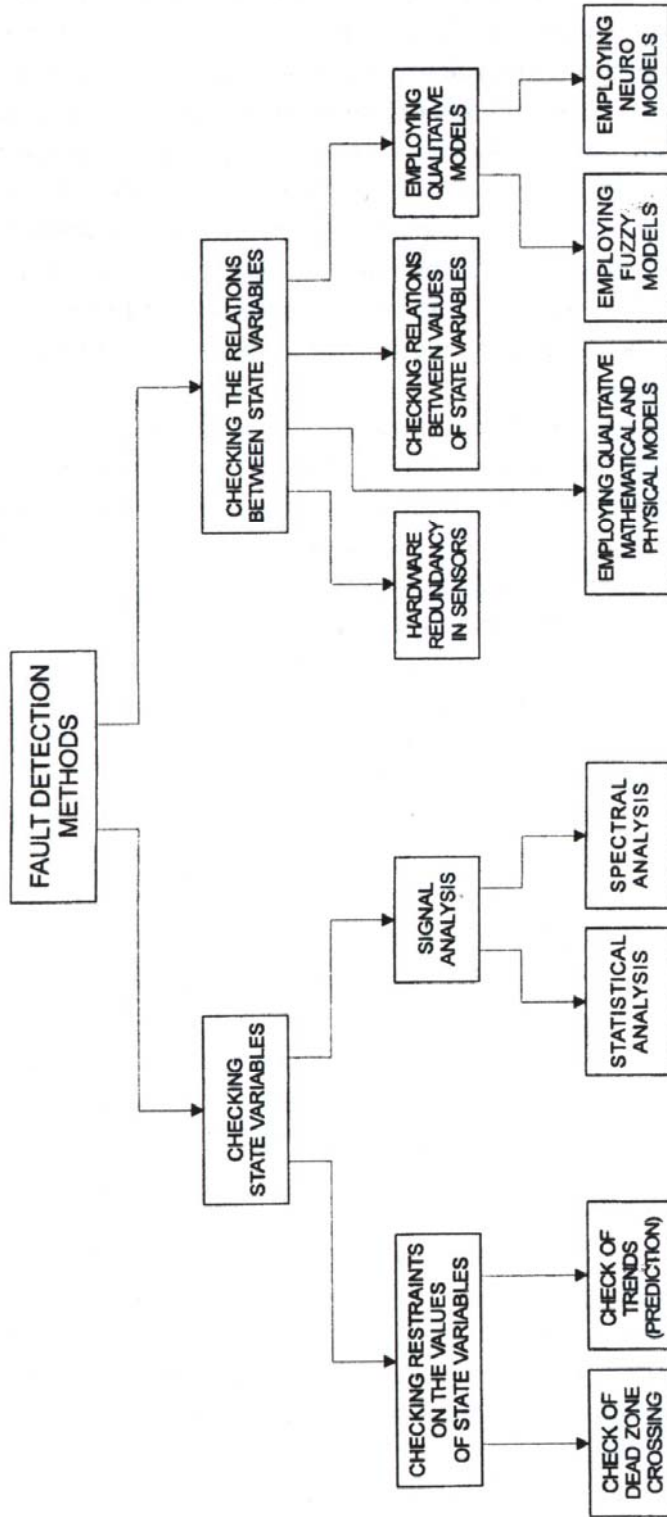 FAULT DETECTION
METHODS
CHECKING
STATE VARIABLES
CHECKING THE RELATIONS
BETWEEN STATE VARIABLES
CHECKING RESTRAINTS
ON THE VALUES
OF STATE VARIABLES
SIGNAL
ANALYSIS
HARDWARE
REDUNDANCY
IN SENSORS
CHECKING RELATIONS
BETWEEN VALUES
OF STATE VARIABLES
EMPLOYING
QUALITATIVE
MODELS
CHECK OF
DEAD ZONE
CROSSING
CHECK OF
TRENDS
(PREDICTION)
STATISTICAL
ANALYSIS
SPECTRAL
ANALYSIS
EMPLOYING QUALITATIVE
MATHEMATICAL AND
PHYSICAL MODELS
EMPLOYING
FUZZY
MODELS
EMPLOYING
NEURO
MODELS